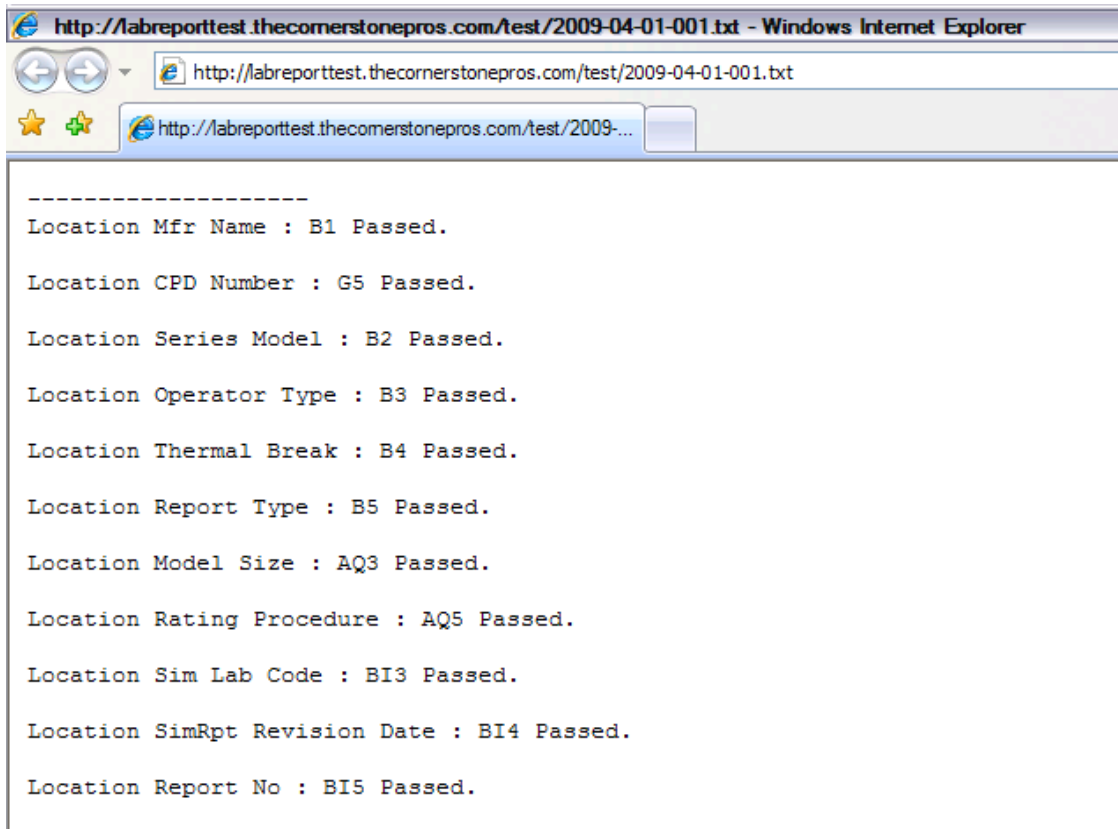 http://labreporttest.thecornerstonepros.com/test/2009-04-01-001.txt - Windows Internet Explorer
http://labreporttest.thecornerstonepros.com/test/2009-04-01-001.txt
http://labreporttest.thecornerstonepros.com/test/2009-...
--------------------
Location Mfr Name : B1 Passed.
Location CPD Number : G5 Passed.
Location Series Model : B2 Passed.
Location Operator Type : B3 Passed.
Location Thermal Break : B4 Passed.
Location Report Type : B5 Passed.
Location Model Size : AQ3 Passed.
Location Rating Procedure : AQ5 Passed.
Location Sim Lab Code : BI3 Passed.
Location SimRpt Revision Date : BI4 Passed.
Location Report No : BI5 Passed.